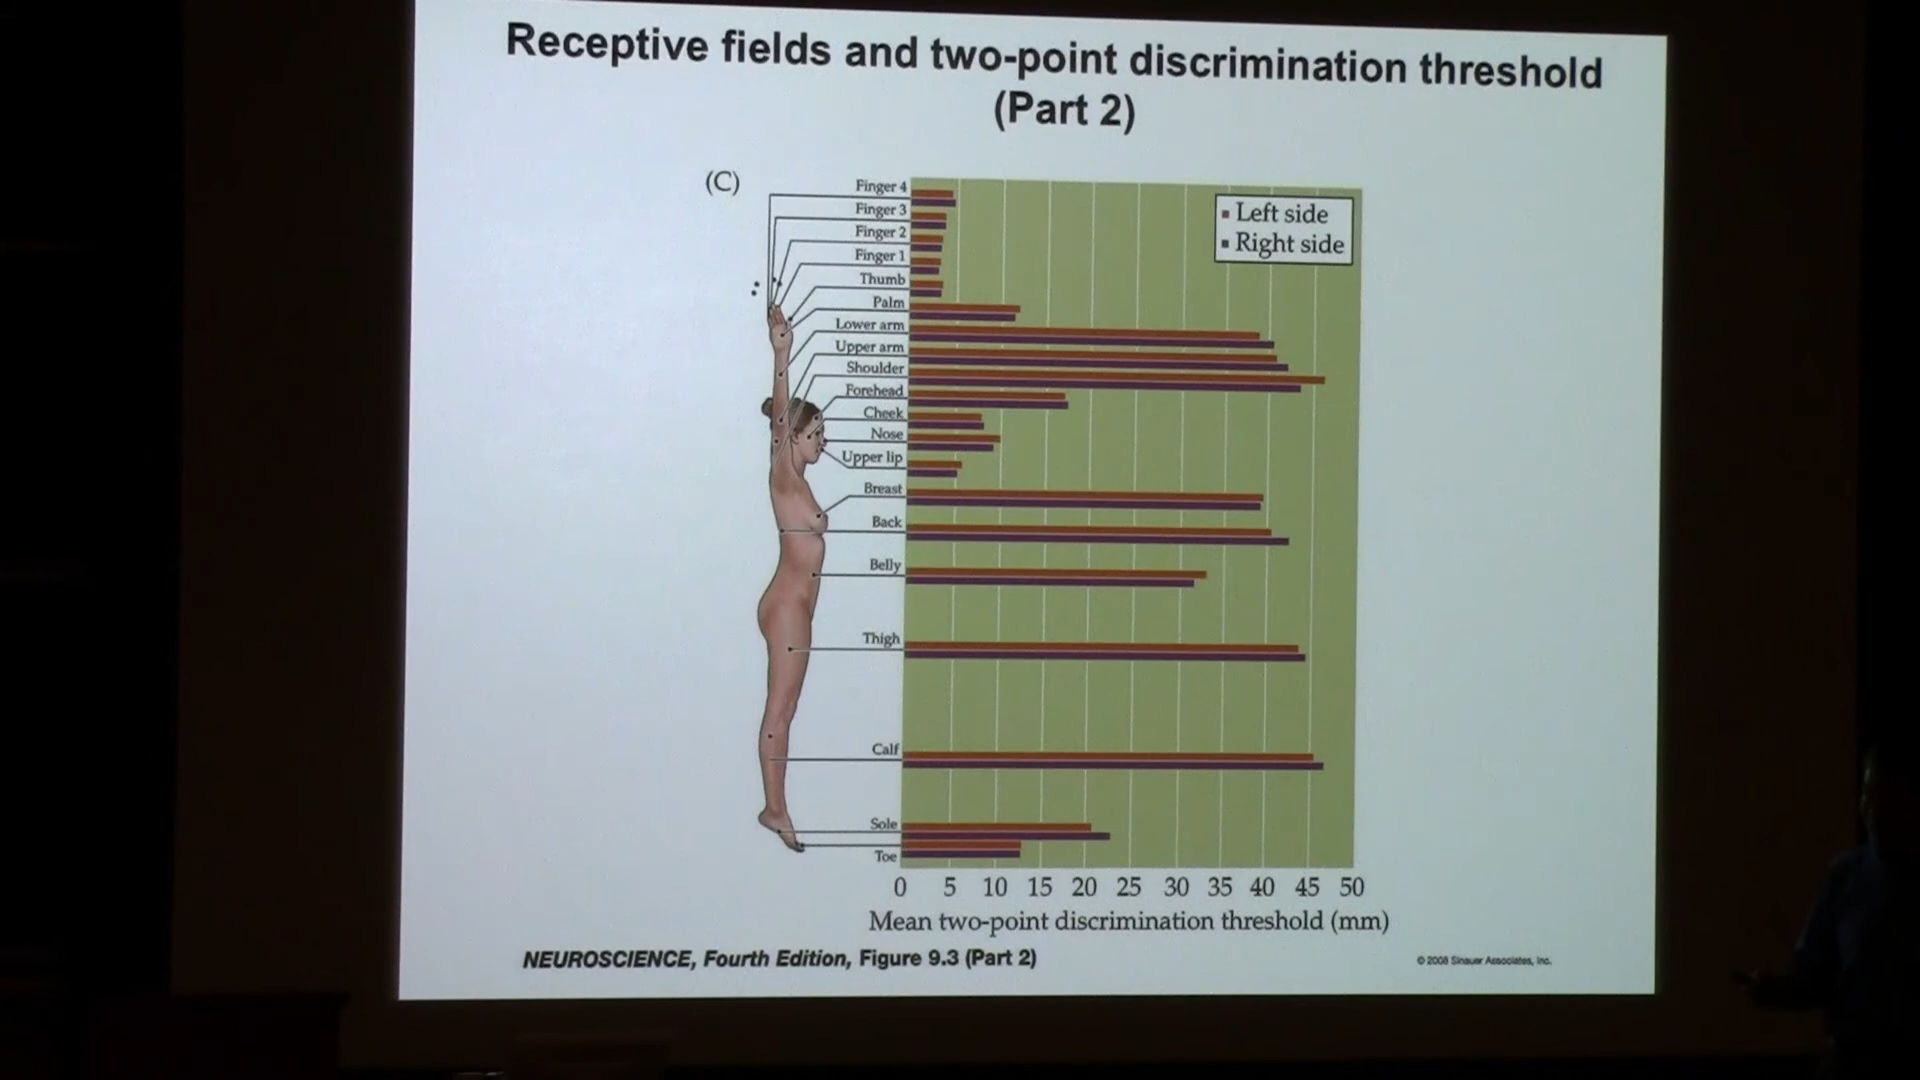 Receptive fields and two-point discrimination threshold
(Part 2)
(C)
Finger 4
Finger 3
Finger 2
Finger 1
Thumb
Palm
Lower arm
Upper arm
Shoulder
Forehead
Cheek
Nose
Upper lip
Breast
Back
Belly
Thigh
Calf
Sole
Toe
Left side
Right side
0 5 10 15 20 25 30 35 40 45 50
Mean two-point discrimination threshold (mm)
NEUROSCIENCE, Fourth Edition, Figure 9.3 (Part 2)
© 2008 Sinauer Associates, Inc.